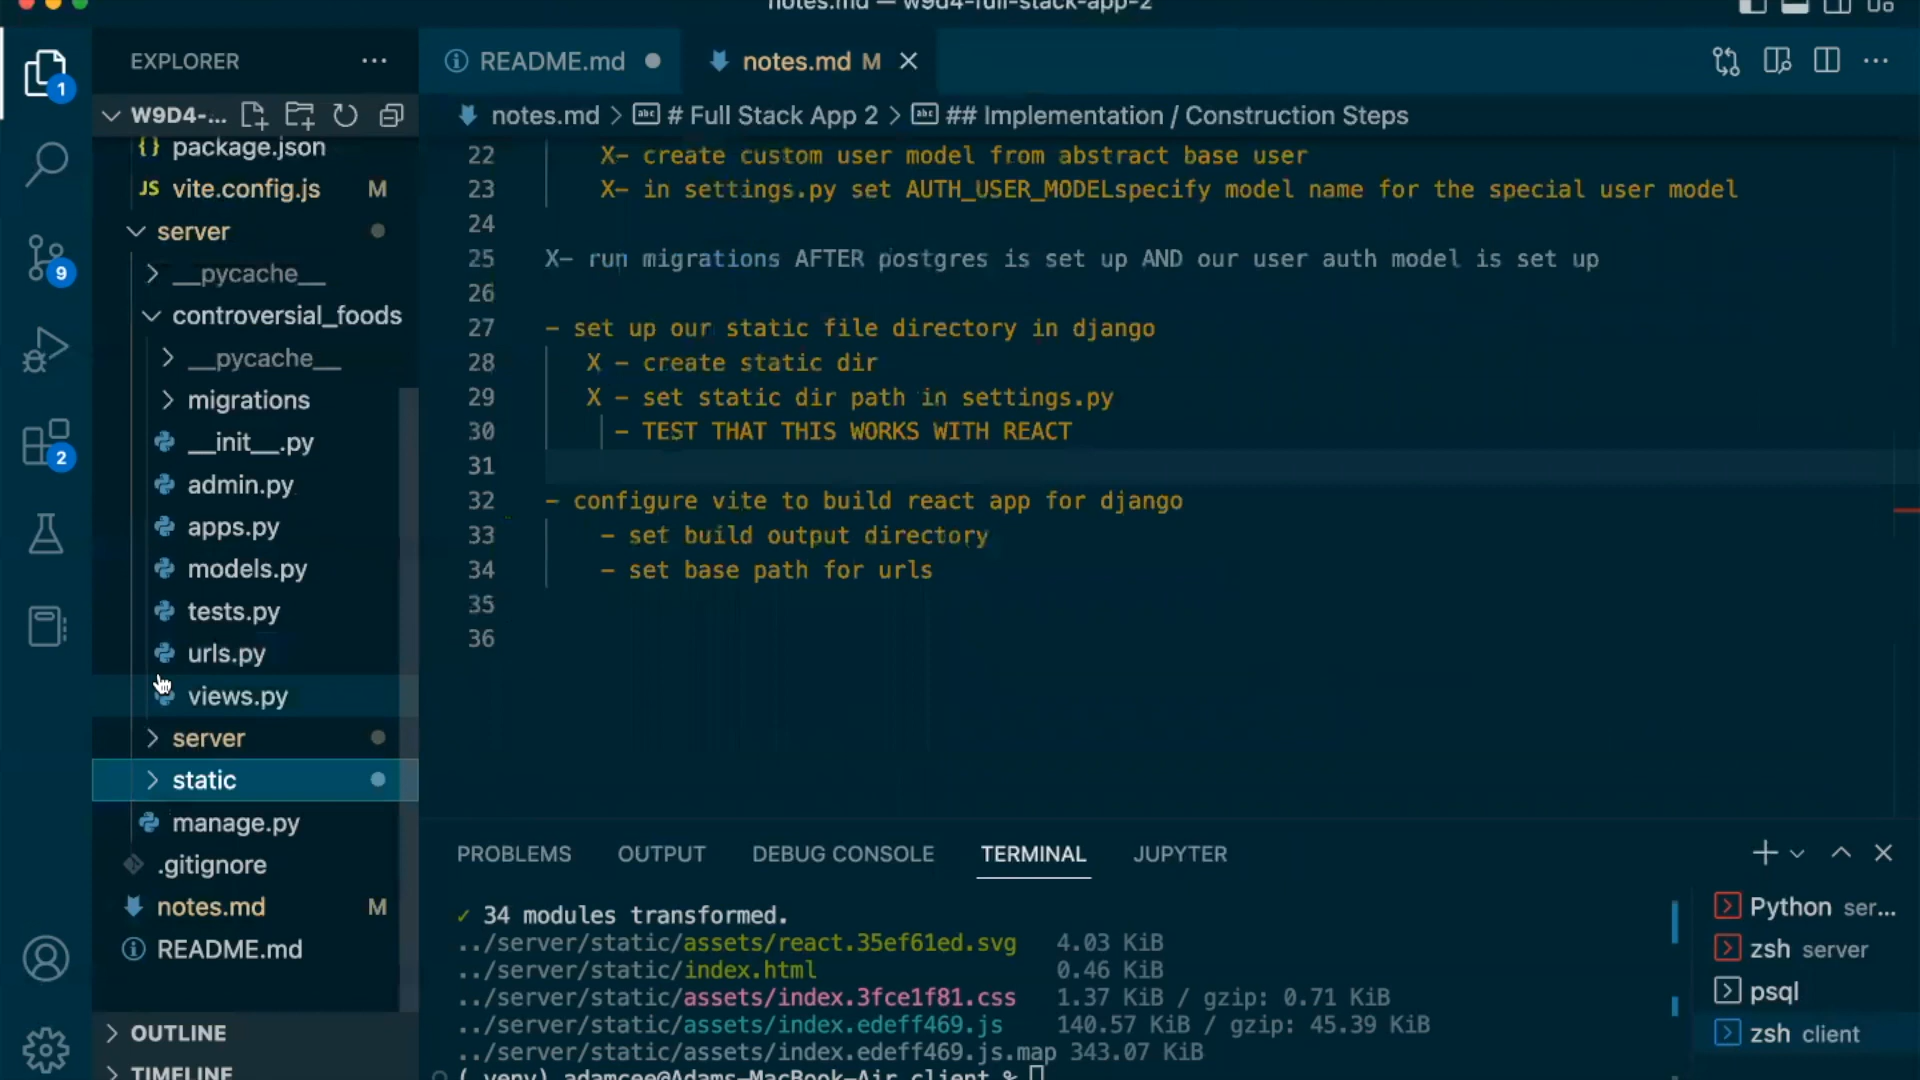 notes.md — w9d4-full-stack-app-2
EXPLORER
README.md
notes.md M
W9D4-...
notes.md > # Full Stack App 2 > ## Implementation / Construction Steps
{} package.json
JS vite.config.js M
server
__pycache__
controversial_foods
__pycache__
migrations
__init__.py
admin.py
apps.py
models.py
tests.py
urls.py
views.py
server
static
manage.py
.gitignore
notes.md M
README.md
OUTLINE
TIMELINE
1
9
2
22 X- create custom user model from abstract base user
23 X- in settings.py set AUTH_USER_MODELspecify model name for the special user model
24
25 X- run migrations AFTER postgres is set up AND our user auth model is set up
26
27 - set up our static file directory in django
28 X - create static dir
29 X - set static dir path in settings.py
30 - TEST THAT THIS WORKS WITH REACT
31
32 - configure vite to build react app for django
33 - set build output directory
34 - set base path for urls
35
36
PROBLEMS OUTPUT DEBUG CONSOLE TERMINAL JUPYTER
✓ 34 modules transformed.
../server/static/assets/react.35ef61ed.svg 4.03 KiB
../server/static/index.html 0.46 KiB
../server/static/assets/index.3fce1f81.css 1.37 KiB / gzip: 0.71 KiB
../server/static/assets/index.edeff469.js 140.57 KiB / gzip: 45.39 KiB
../server/static/assets/index.edeff469.js.map 343.07 KiB
(.venv) adamcee@Adams-MacBook-Air client %
Python ser...
zsh server
psql
zsh client